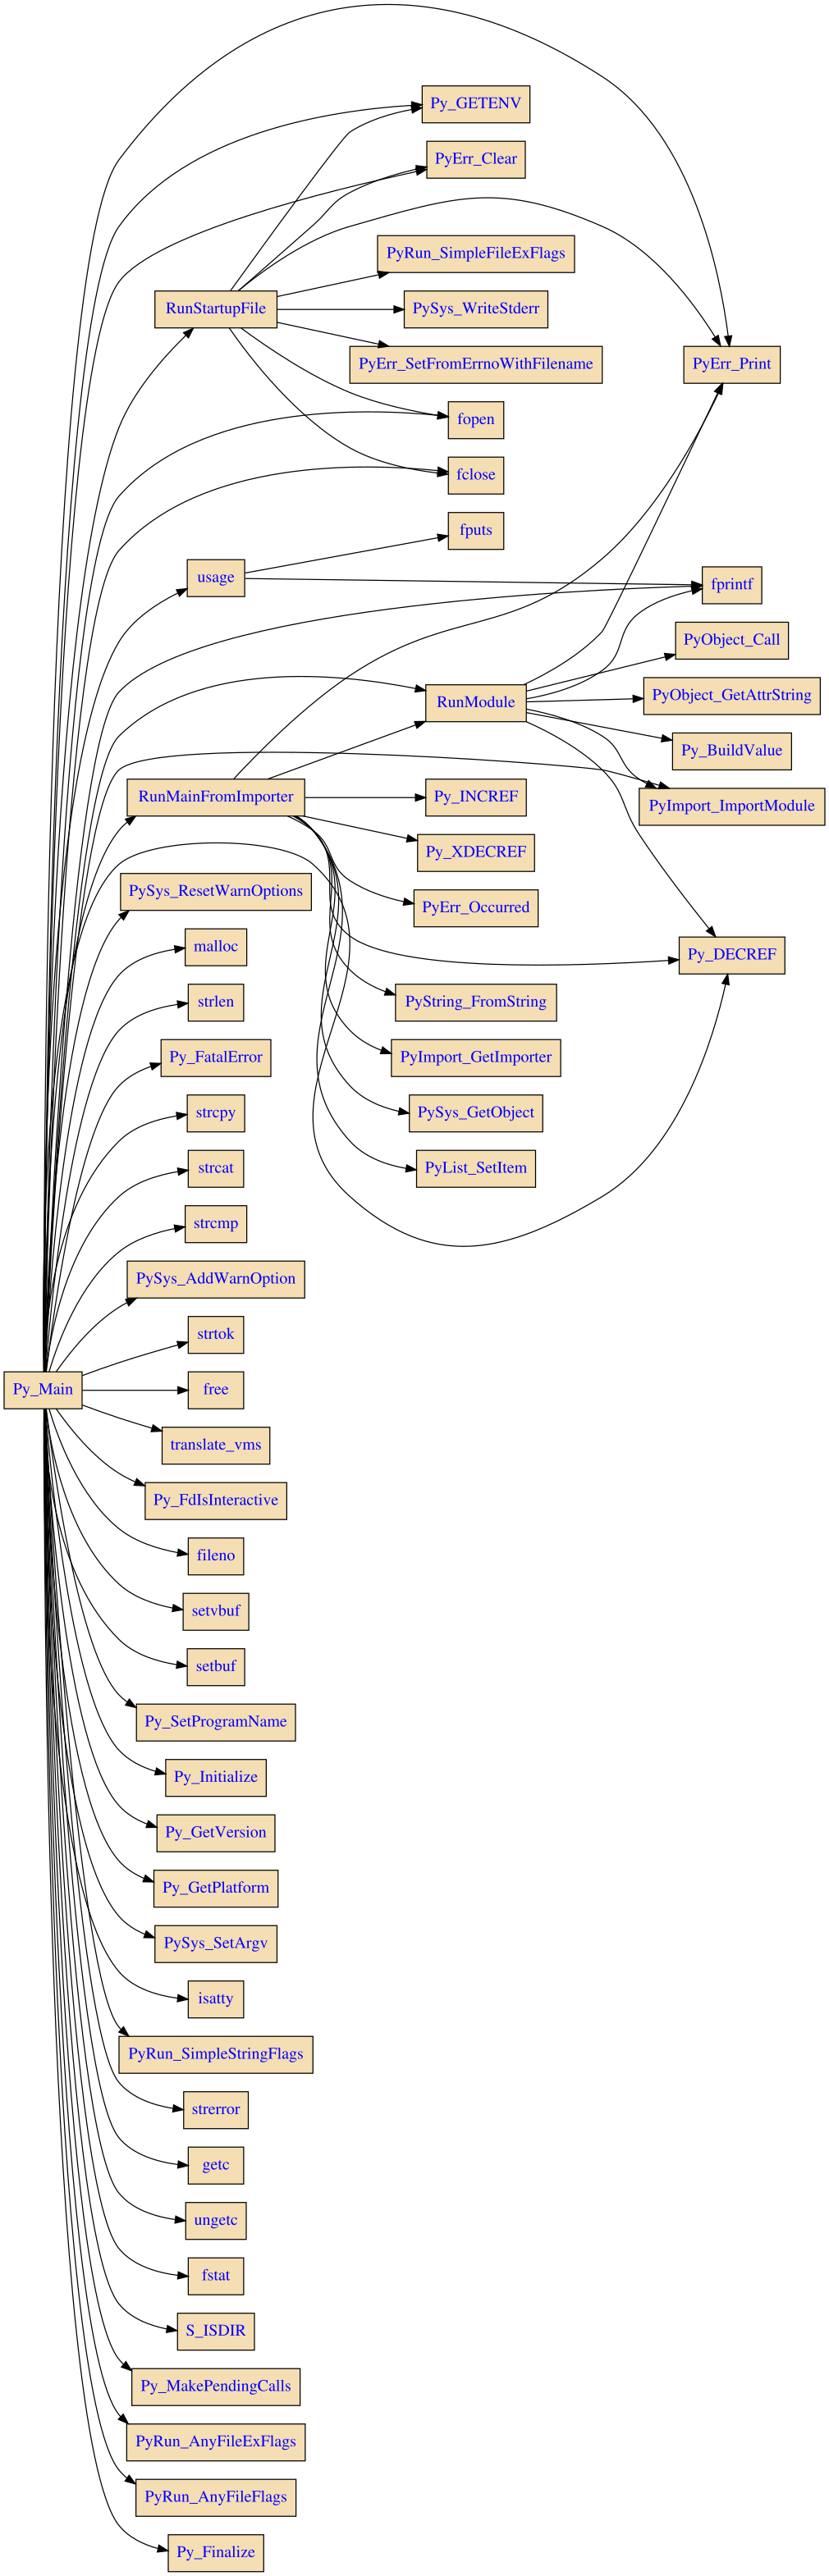 Py_GETENV
PyErr_Clear
PyRun_SimpleFileExFlags
RunStartupFile
PySys_WriteStderr
PyErr_SetFromErrnoWithFilename
PyErr_Print
fopen
fclose
fputs
usage
fprintf
PyObject_Call
RunModule
PyObject_GetAttrString
Py_BuildValue
RunMainFromImporter
Py_INCREF
PyImport_ImportModule
Py_XDECREF
PySys_ResetWarnOptions
PyErr_Occurred
malloc
Py_DECREF
strlen
PyString_FromString
Py_FatalError
PyImport_GetImporter
strcpy
PySys_GetObject
strcat
PyList_SetItem
strcmp
PySys_AddWarnOption
strtok
Py_Main
free
translate_vms
Py_FdIsInteractive
fileno
setvbuf
setbuf
Py_SetProgramName
Py_Initialize
Py_GetVersion
Py_GetPlatform
PySys_SetArgv
isatty
PyRun_SimpleStringFlags
strerror
getc
ungetc
fstat
S_ISDIR
Py_MakePendingCalls
PyRun_AnyFileExFlags
PyRun_AnyFileFlags
Py_Finalize